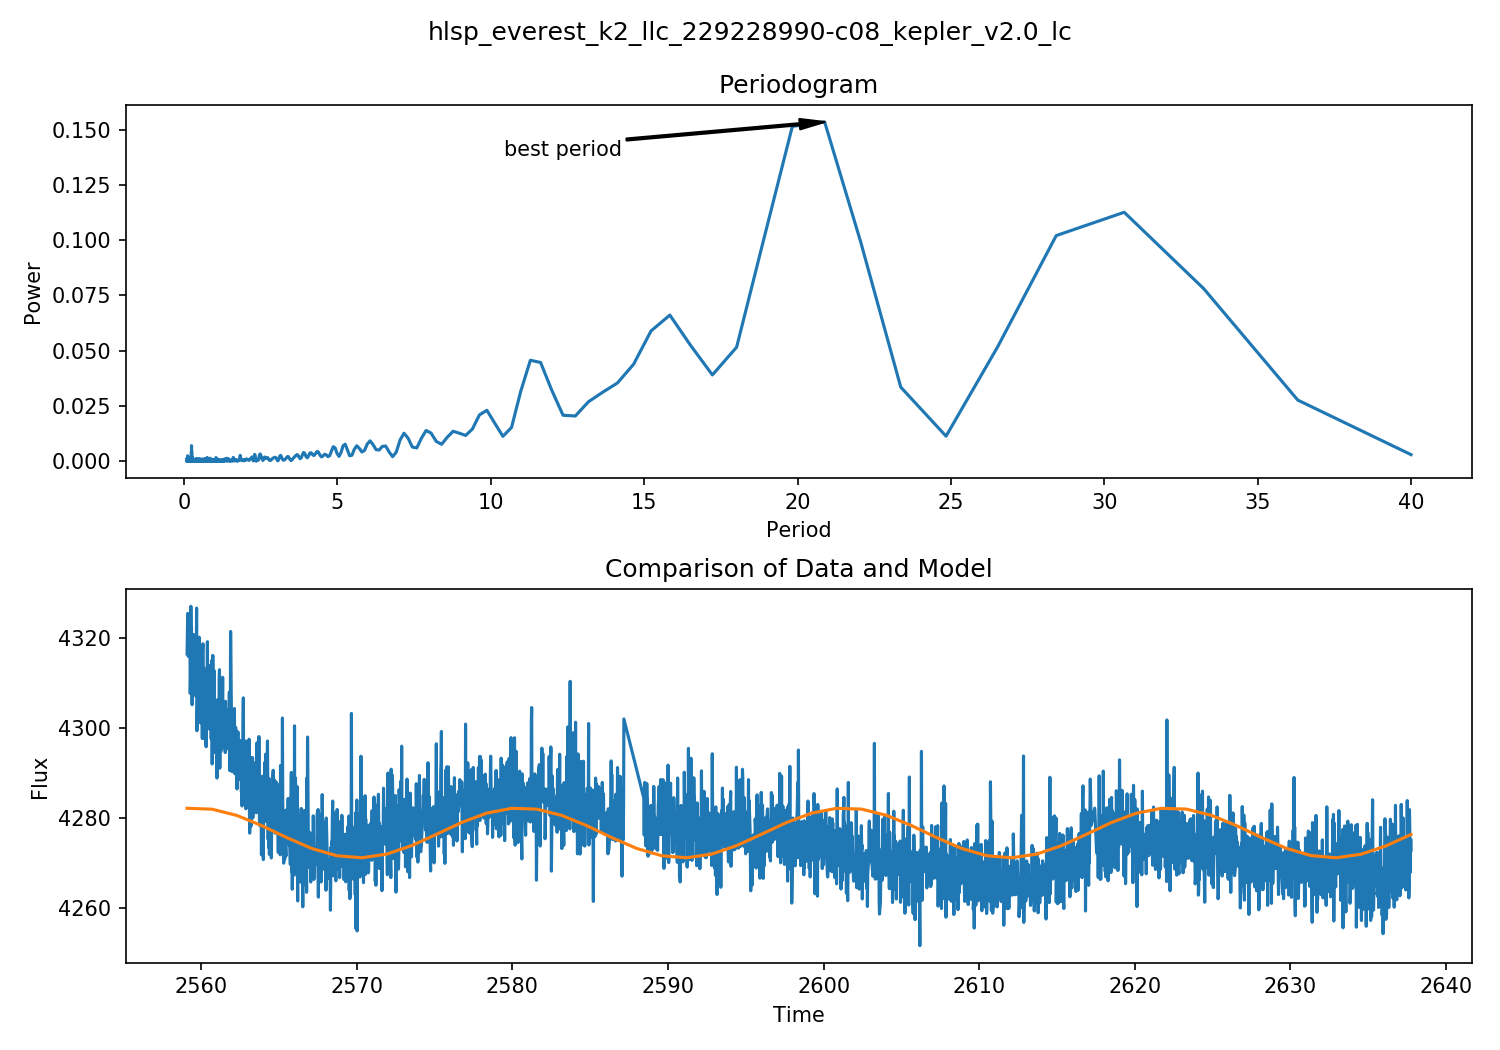 hlsp_everest_k2_llc_229228990-c08_kepler_v2.0_lc
Periodogram
0.150
0.125
0.100
0.075
0.050
0.025
0.000
Power
best period
0 5 10 15 20 25 30 35 40
Period
Comparison of Data and Model
4320
4300
4280
4260
Flux
2560 2570 2580 2590 2600 2610 2620 2630 2640
Time